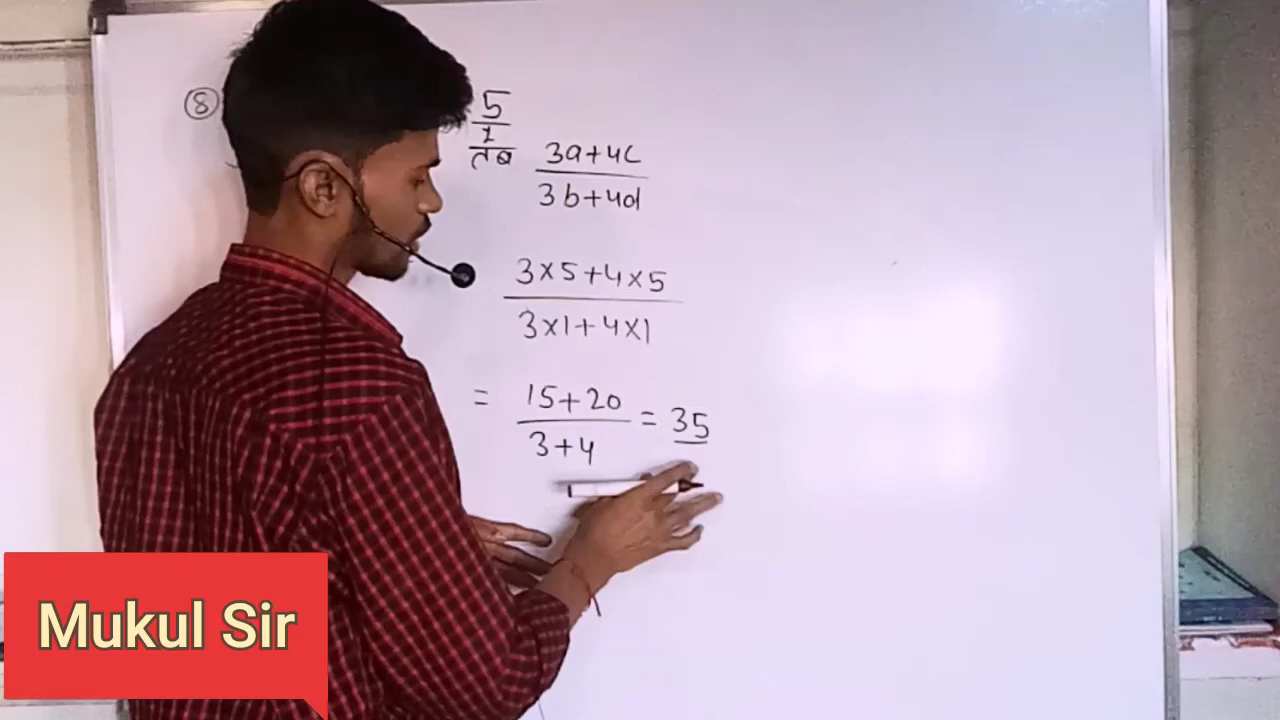 ⑧ 5
1
तब 3a+4c
3b+4d
3×5+4×5
3×1+4×1
= 15+20 = 35
3+4
Mukul Sir